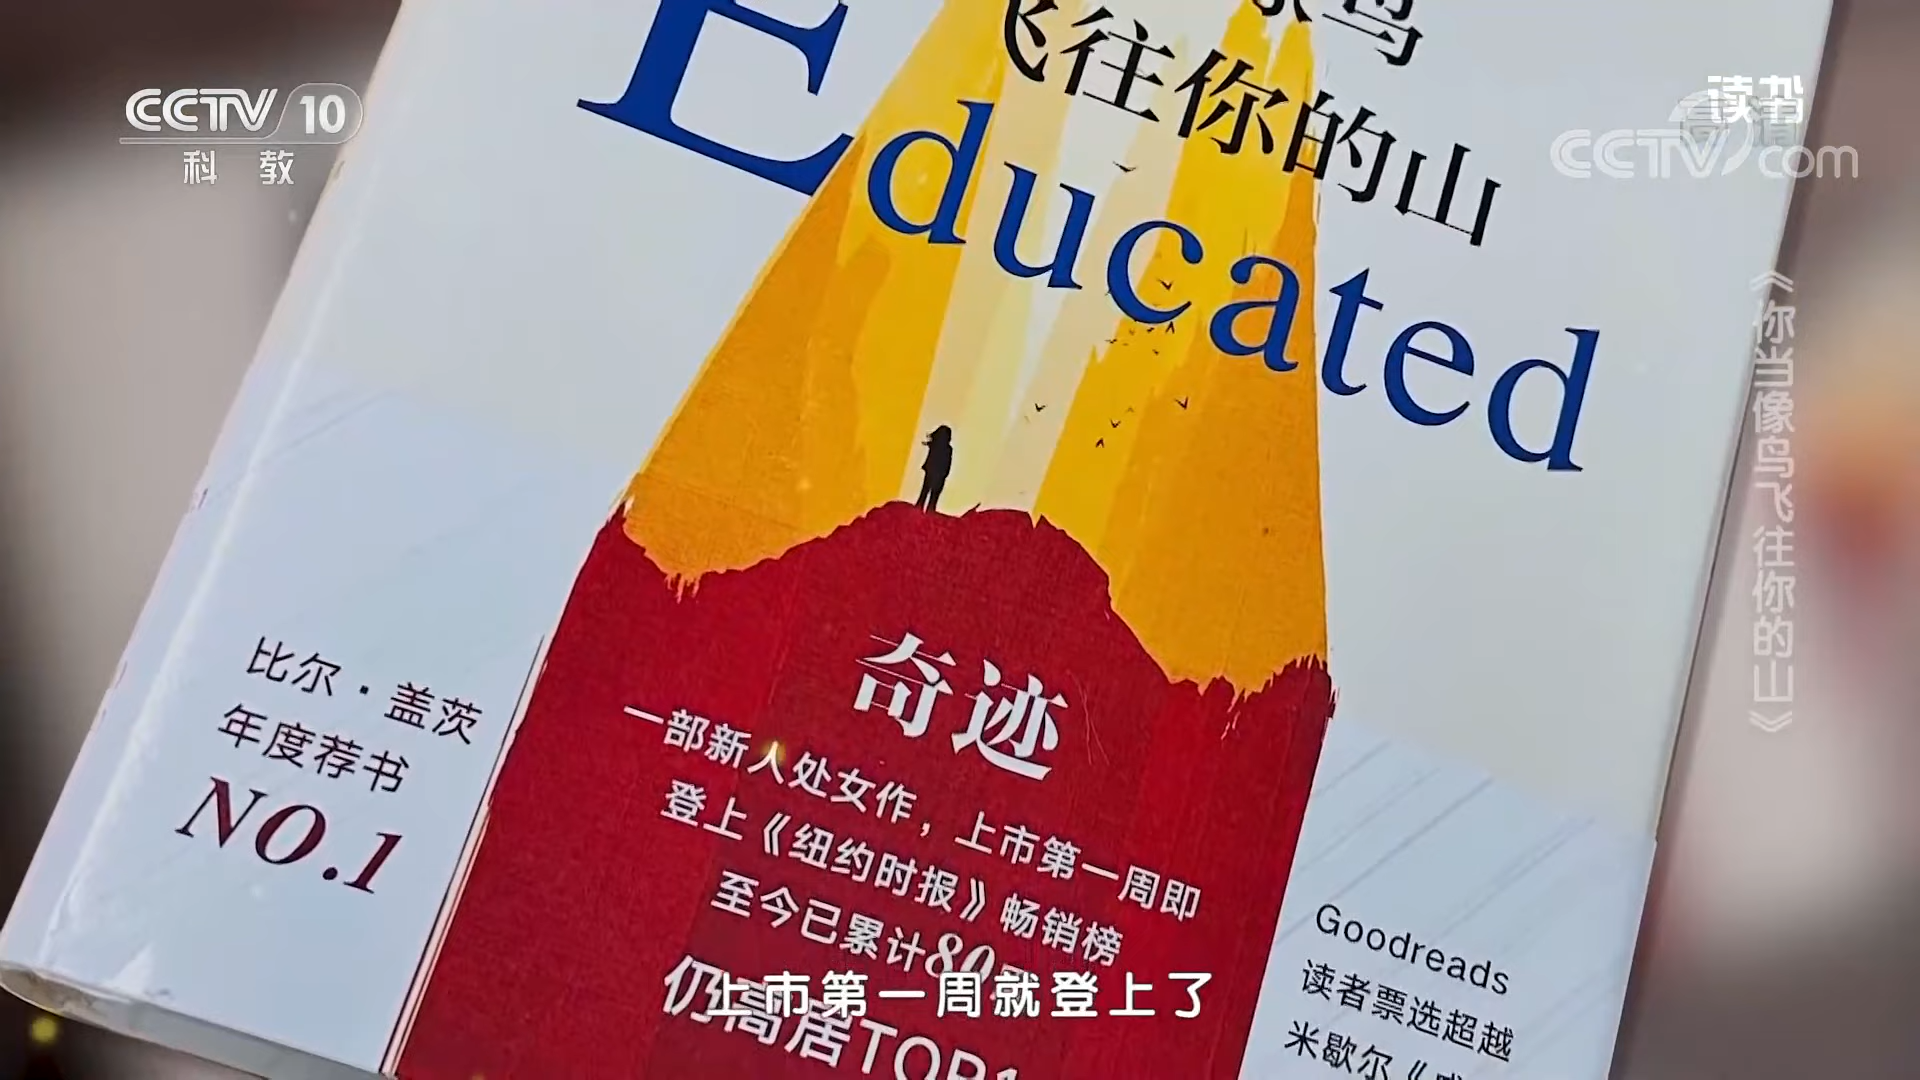 CCTV 10
科教
读书
高清
CCTV.com
鸟
飞往你的山
Educated
《你当像鸟飞往你的山》
比尔·盖茨
年度荐书
NO.1
奇迹
一部新人处女作，上市第一周即
登上《纽约时报》畅销榜
至今已累计80
仍高居TOP1
Goodreads
读者票选超越
米歇尔《
上市第一周就登上了